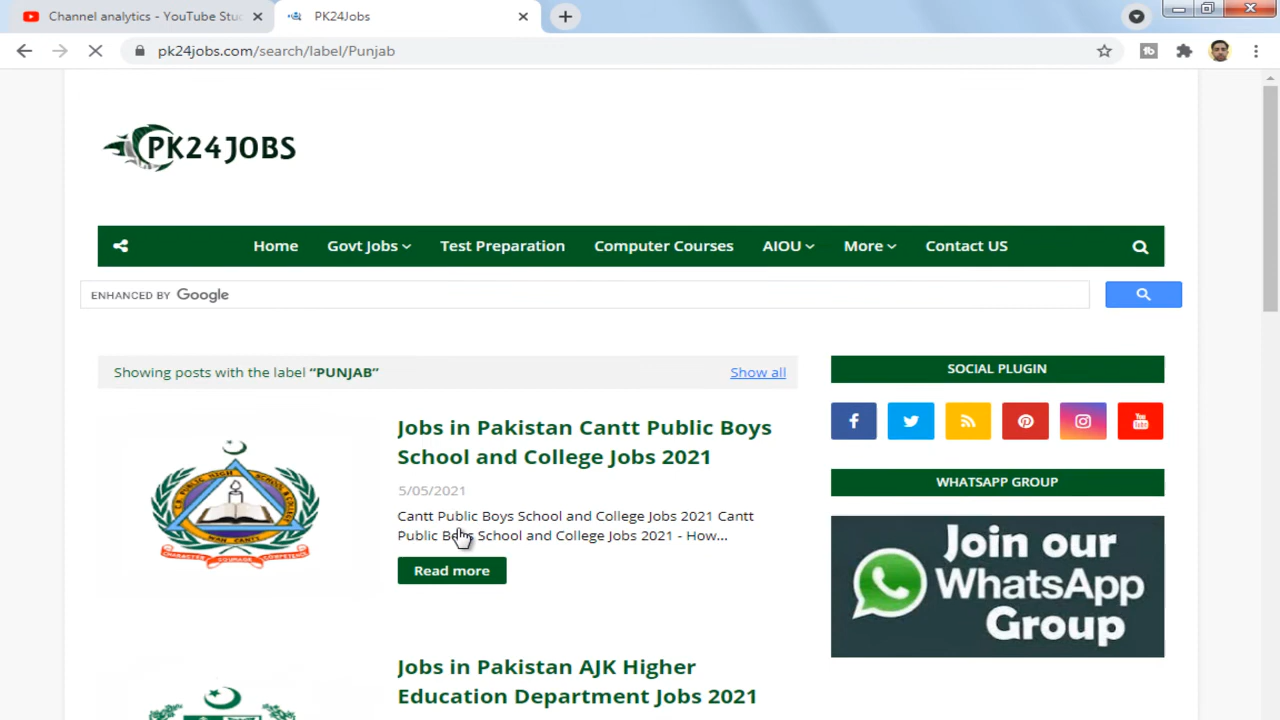 Channel analytics - YouTube Stu
PK24Jobs
pk24jobs.com/search/label/Punjab
PK24JOBS
Home Govt Jobs Test Preparation Computer Courses AIOU More Contact US
ENHANCED BY Google
Showing posts with the label “PUNJAB” Show all
SOCIAL PLUGIN
Jobs in Pakistan Cantt Public Boys
School and College Jobs 2021
5/05/2021
Cantt Public Boys School and College Jobs 2021 Cantt
Public Boys School and College Jobs 2021 - How...
Read more
WAH CANTT
You
Tube
WHATSAPP GROUP
Join our
WhatsApp
Group
Jobs in Pakistan AJK Higher
Education Department Jobs 2021